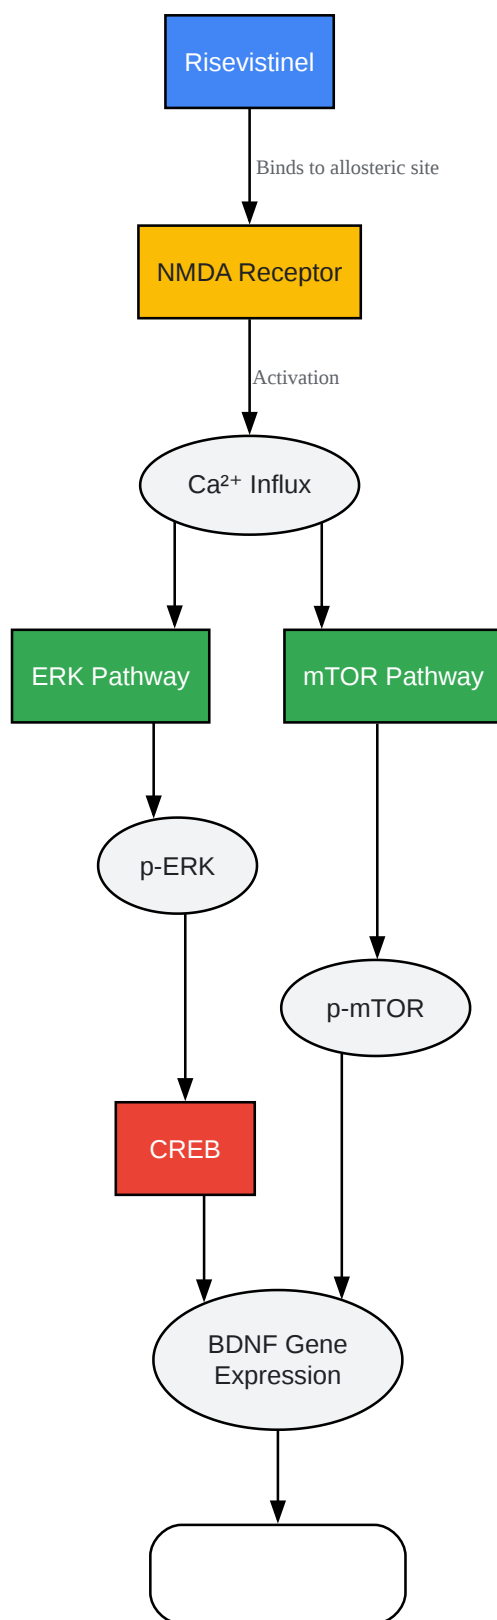 Risevistinel
Binds to allosteric site
NMDA Receptor
Activation
Ca²⁺ Influx
ERK Pathway
mTOR Pathway
p-ERK
p-mTOR
CREB
BDNF Gene
Expression